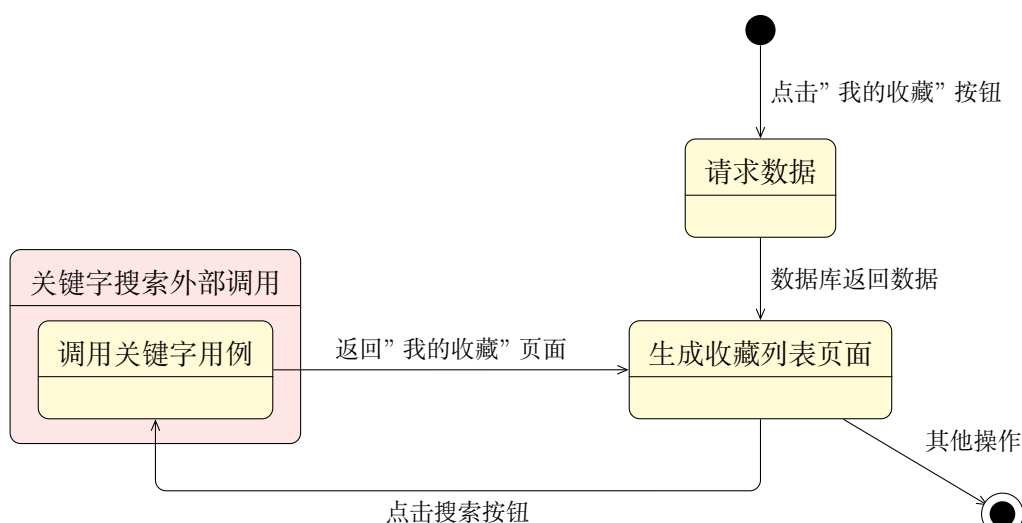 点击”我的收藏”按钮
请求数据
数据库返回数据
关键字搜索外部调用
调用关键字用例
返回”我的收藏”页面
生成收藏列表页面
其他操作
点击搜索按钮